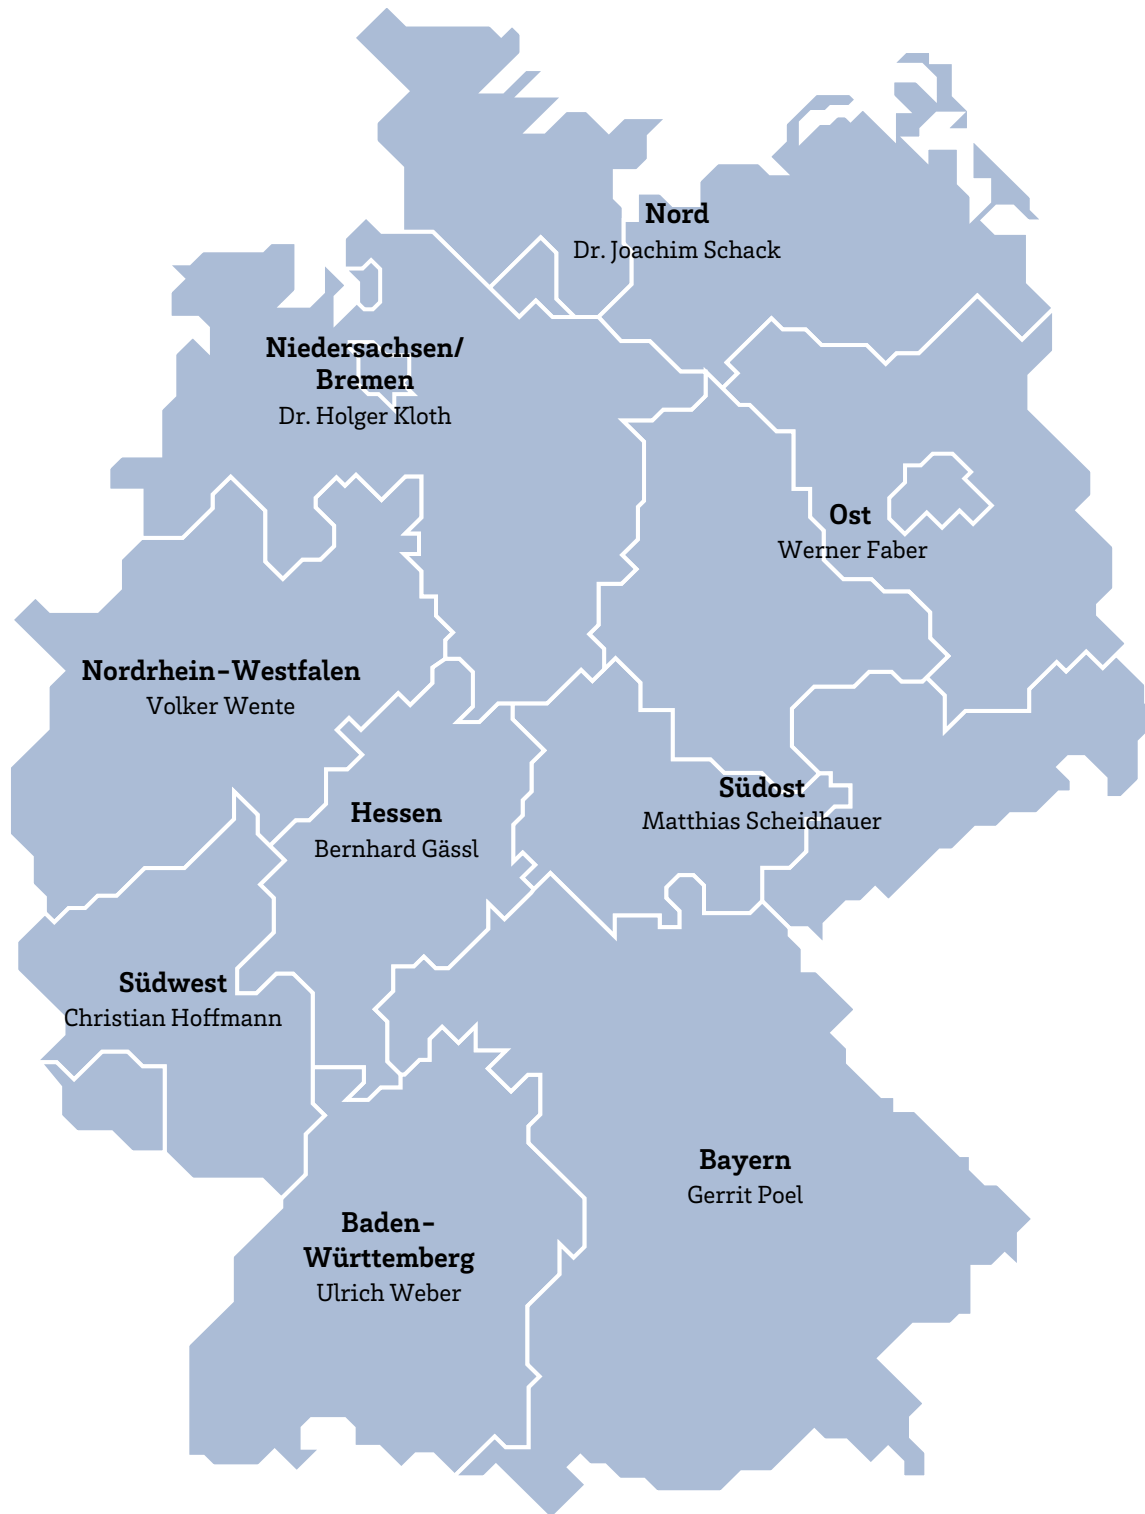 Nord
Dr. Joachim Schack
Niedersachsen/
Bremen
Dr. Holger Kloth
Ost
Werner Faber
Nordrhein-Westfalen
Volker Wente
Südost
Matthias Scheidhauer
Hessen
Bernhard Gässl
Südwest
Christian Hoffmann
Bayern
Gerrit Poel
Baden-
Württemberg
Ulrich Weber